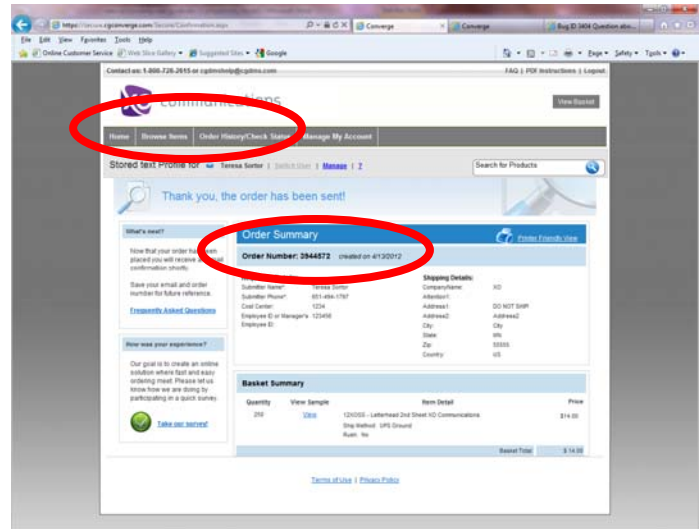 https://secure.cgconverge.com/Secure/Confirmation.aspx
Converge
Converge
Bug ID 3404 Question abo...
File Edit View Favorites Tools Help
Online Customer Service Web Slice Gallery Suggested Sites Google
Page Safety Tools
Contact us: 1-866-726-2615 or
FAQ | PDF Instructions | Logout
communications
View Basket
Home Browse Items Order History/Check Status Manage My Account
Stored text Profile for Teresa Sortor | Switch User | Manage | ?
Search for Products
Thank you, the order has been sent!
What's next?
Now that your order has been
placed you will receive an email
confirmation shortly.
Save your email and order
number for future reference.
Frequently Asked Questions
How was your experience?
Our goal is to create an online
solution where fast and easy
ordering meet. Please let us
know how we are doing by
participating in a quick survey.
Take our survey!
Order Summary
Printer Friendly View
Order Number: 3944572 created on 4/13/2012
Submitter Name*: Teresa Sortor
Submitter Phone*: 651-494-1797
Cost Center: 1234
Employee ID or Manager's 123456
Employee ID:
Shipping Details:
CompanyName: XO
Attention1:
Address1: DO NOT SHIP!
Address2: Address2
City: City
State: MN
Zip: 55555
Country: US
Basket Summary
Quantity View Sample Item Detail Price
250 View 12XOSS - Letterhead 2nd Sheet XO Communications $14.00
Ship Method: UPS Ground
Rush: No
Basket Total: $ 14.00
Terms of Use | Privacy Policy